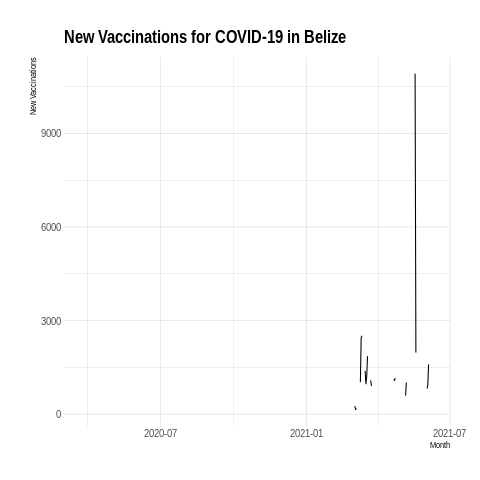 New Vaccinations for COVID-19 in Belize
New Vaccinations
9000
6000
3000
0
2020-07
2021-01
2021-07
Month